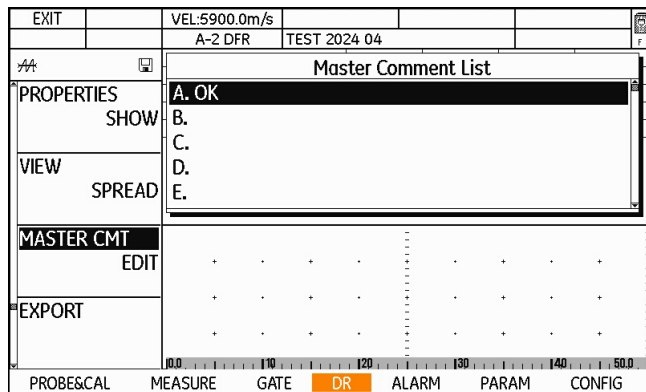 EXIT VEL:5900.0m/s
A-2 DFR TEST 2024 04
F
Master Comment List
PROPERTIES
SHOW
A. OK
B.
C.
VIEW
SPREAD
D.
E.
MASTER CMT
EDIT
EXPORT
0.0 10 20 30 40 50.0
PROBE&CAL MEASURE GATE DR ALARM PARAM CONFIG